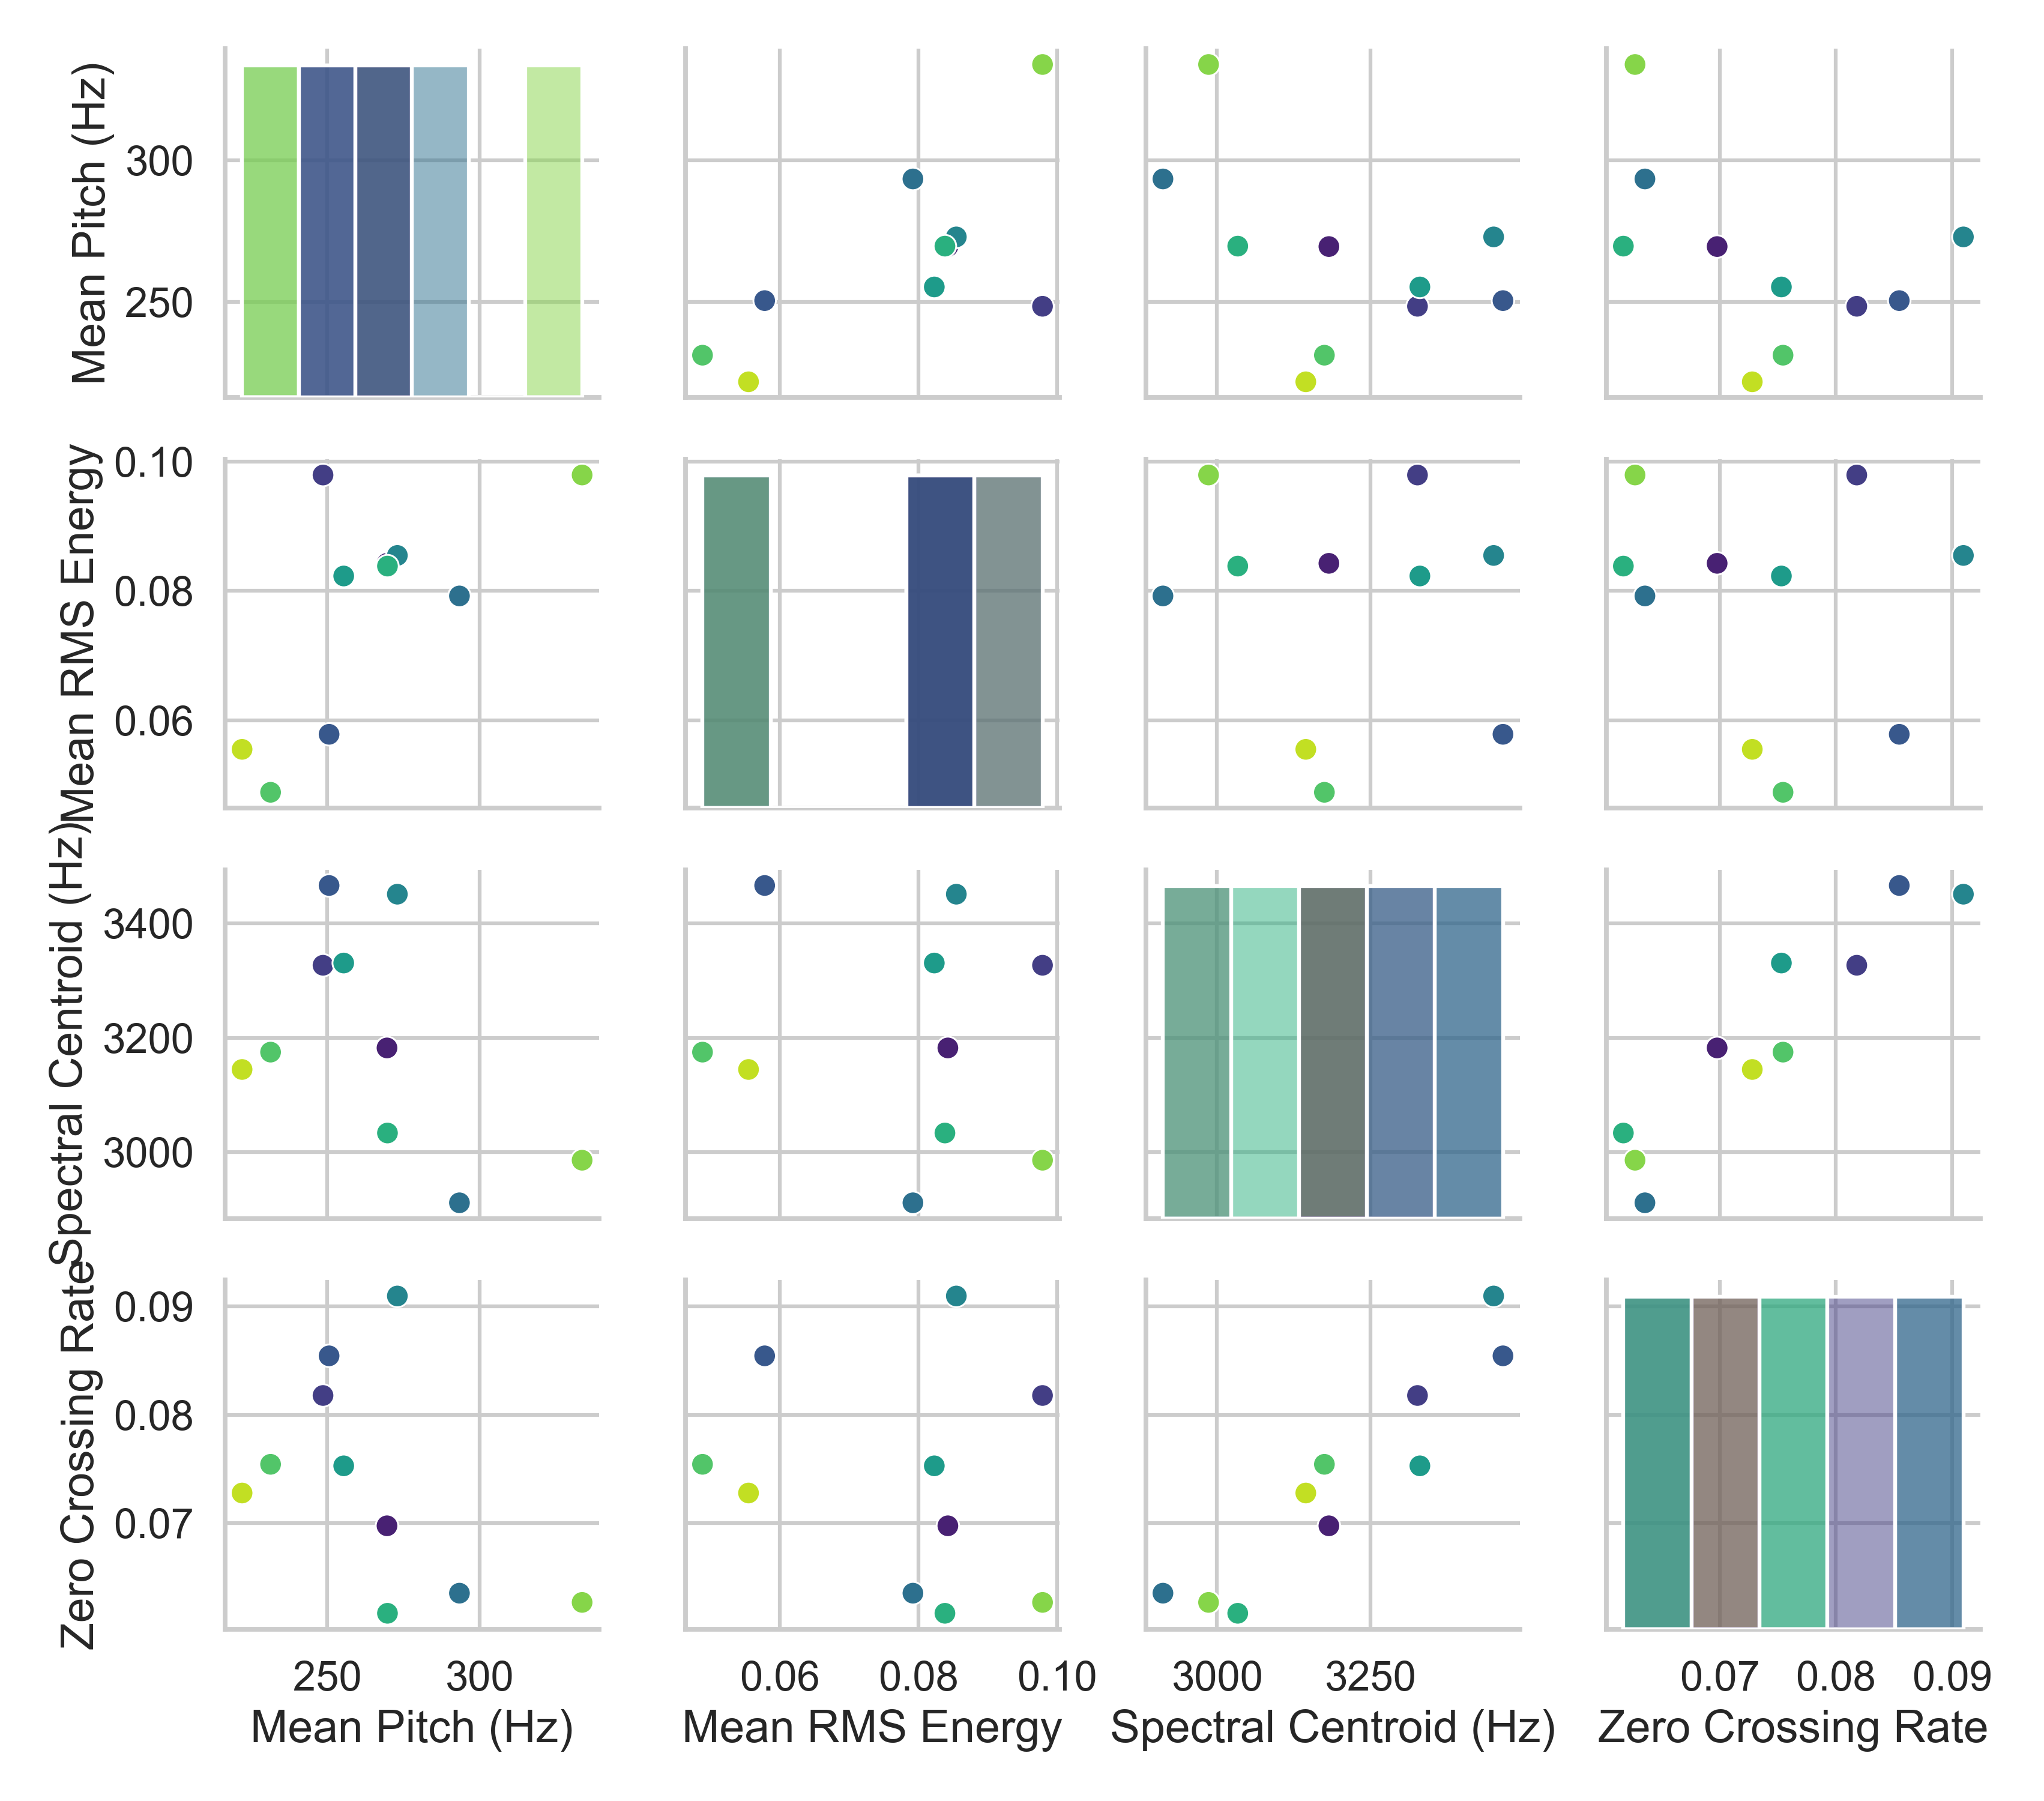 Mean Pitch (Hz)
300
250
Mean RMS Energy
0.10
0.08
0.06
Spectral Centroid (Hz)
3400
3200
3000
Zero Crossing Rate
0.09
0.08
0.07
250 300
0.06 0.08 0.10
3000 3250
0.07 0.08 0.09
Mean Pitch (Hz)
Mean RMS Energy
Spectral Centroid (Hz)
Zero Crossing Rate